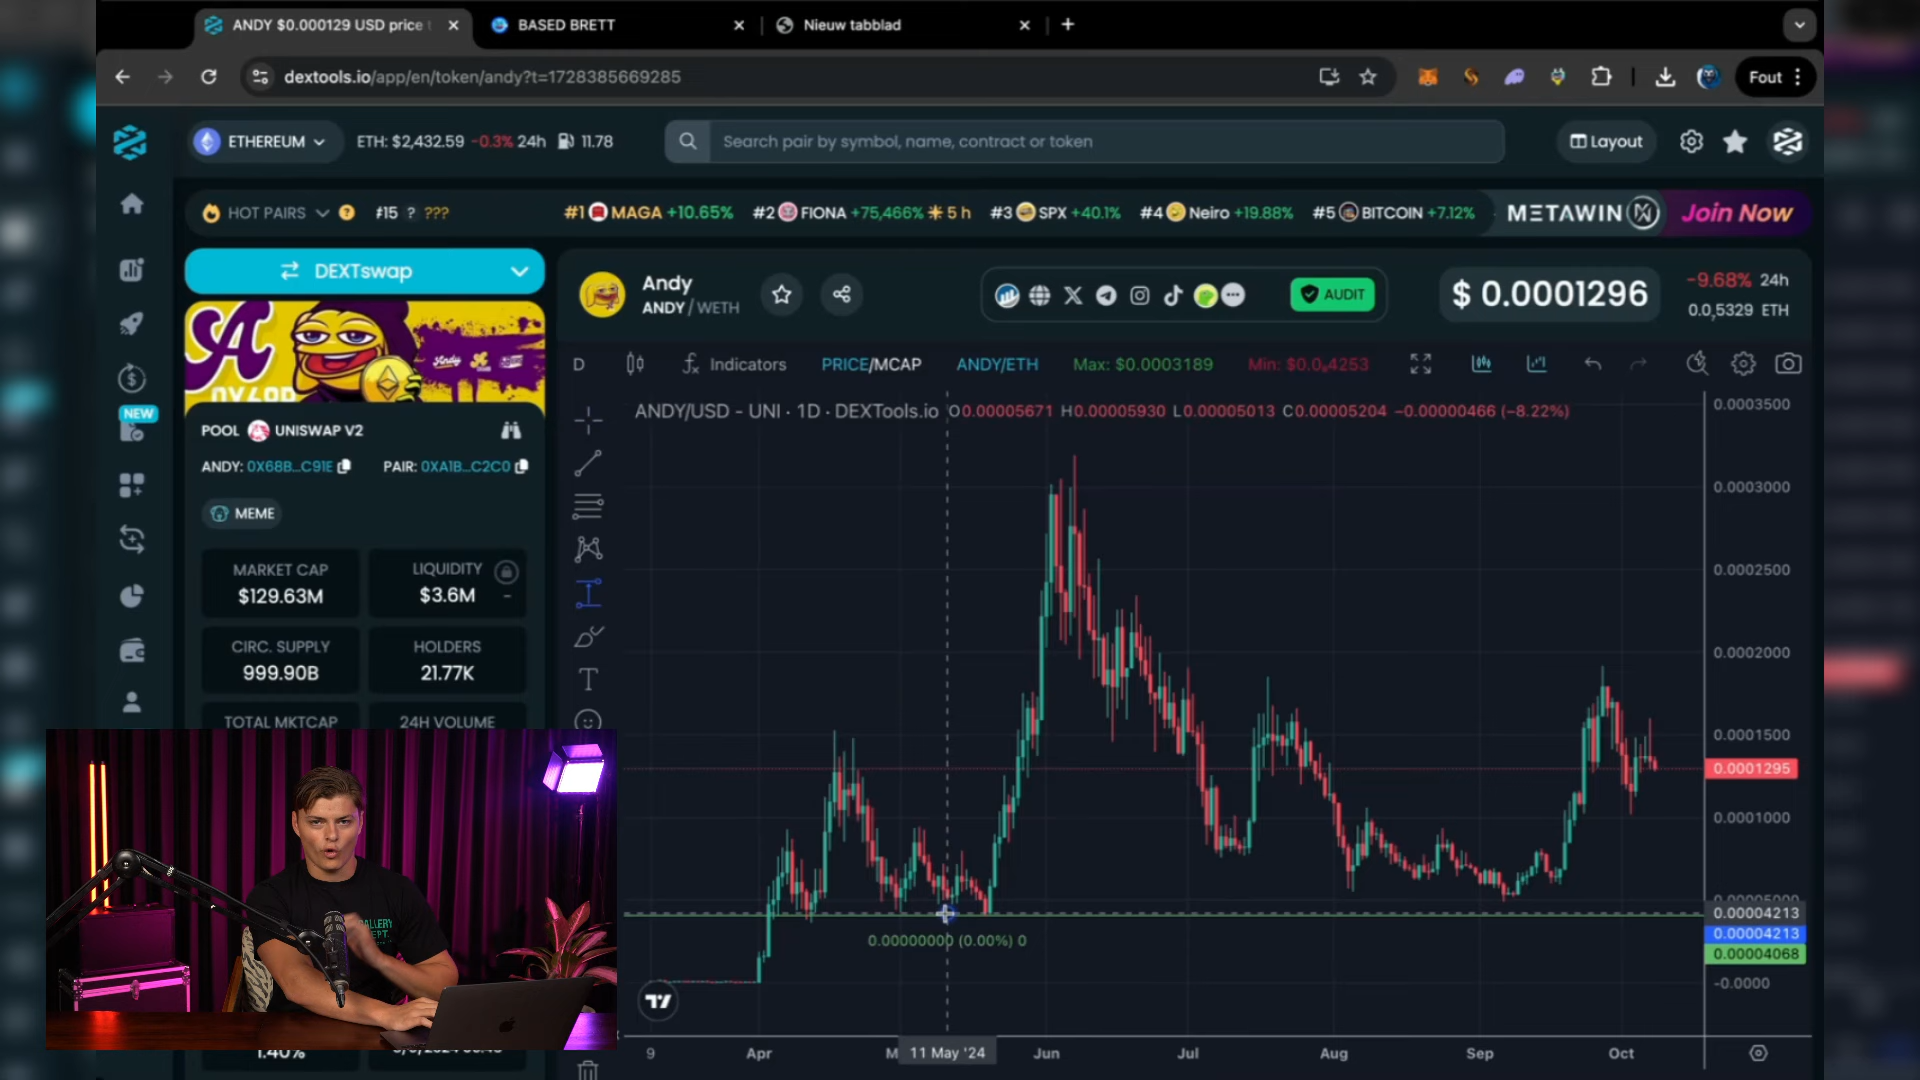 ANDY $0.000129 USD price
BASED BRETT
Nieuw tabblad
dextools.io/app/en/token/andy?t=1728385669285
Fout
ETHEREUM
ETH: $2,432.59 -0.3% 24h 11.78
Search pair by symbol, name, contract or token
Layout
HOT PAIRS ? #15 ? ???
#1 MAGA +10.65% #2 FIONA +75,466% 5 h #3 SPX +40.1% #4 Neiro +19.88% #5 BITCOIN +7.12%
METAWIN Join Now
DEXTswap
Andy
ANDY / WETH
AUDIT
$ 0.0001296
-9.68% 24h
0.0₅5329 ETH
POOL UNISWAP V2
ANDY: 0X68B...C91E PAIR: 0XA1B...C2C0
MEME
NEW
MARKET CAP
$129.63M
LIQUIDITY
$3.6M
-
CIRC. SUPPLY
999.90B
HOLDERS
21.77K
TOTAL MKTCAP
24H VOLUME
1.40%
D Indicators PRICE/MCAP ANDY/ETH Max: $0.0003189
ANDY/USD - UNI · 1D · DEXTools.io O0.00005671 H0.00005930 L0.00005013 C0.00005204 −0.00000466 (−8.22%)
0.0003500
0.0003000
0.0002500
0.0002000
0.0001500
0.0001295
0.0001000
0.00004213
0.00004213
0.00004068
-0.0000
0.00000000 (0.00%) 0
9 Apr 11 May '24 Jun Jul Aug Sep Oct